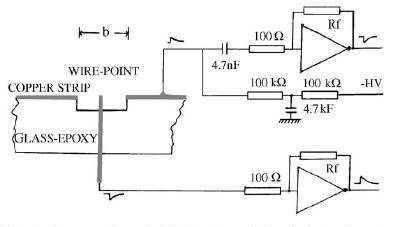 100 Ω
Rf
b
WIRE-POINT
4.7nF
COPPER STRIP
100 kΩ 100 kΩ -HV
4.7kF
GLASS-EPOXY
100 Ω
Rf